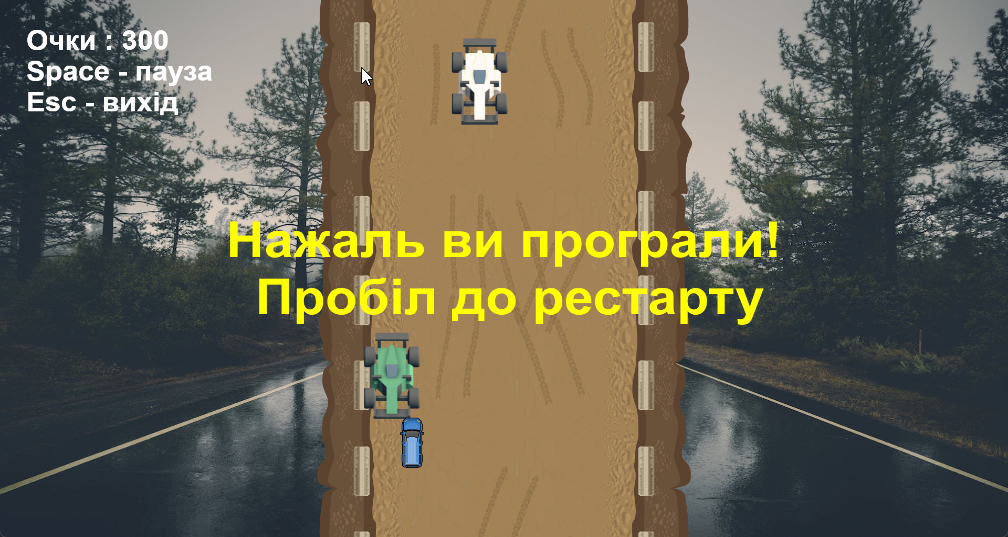 Очки : 300
Space - пауза
Esc - вихід
Нажаль ви програли!
Пробіл до рестарту